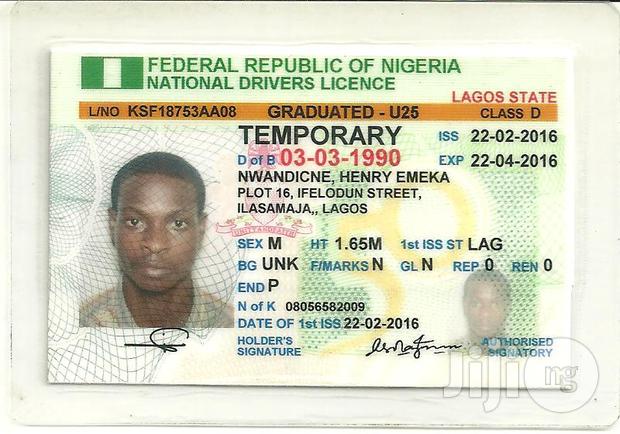 FEDERAL REPUBLIC OF NIGERIA
NATIONAL DRIVERS LICENCE
LAGOS STATE
L/NO KSF18753AA08 GRADUATED - U25 CLASS D
TEMPORARY ISS 22-02-2016
D of B 03-03-1990 EXP 22-04-2016
NWANDICNE, HENRY EMEKA
PLOT 16, IFELODUN STREET,
ILASAMAJA,, LAGOS
SEX M HT 1.65M 1st ISS ST LAG
BG UNK F/MARKS N GL N REP 0 REN 0
END P
N of K 08056582009
DATE OF 1st ISS 22-02-2016
HOLDER'S SIGNATURE
AUTHORISED SIGNATORY
Jiji ng